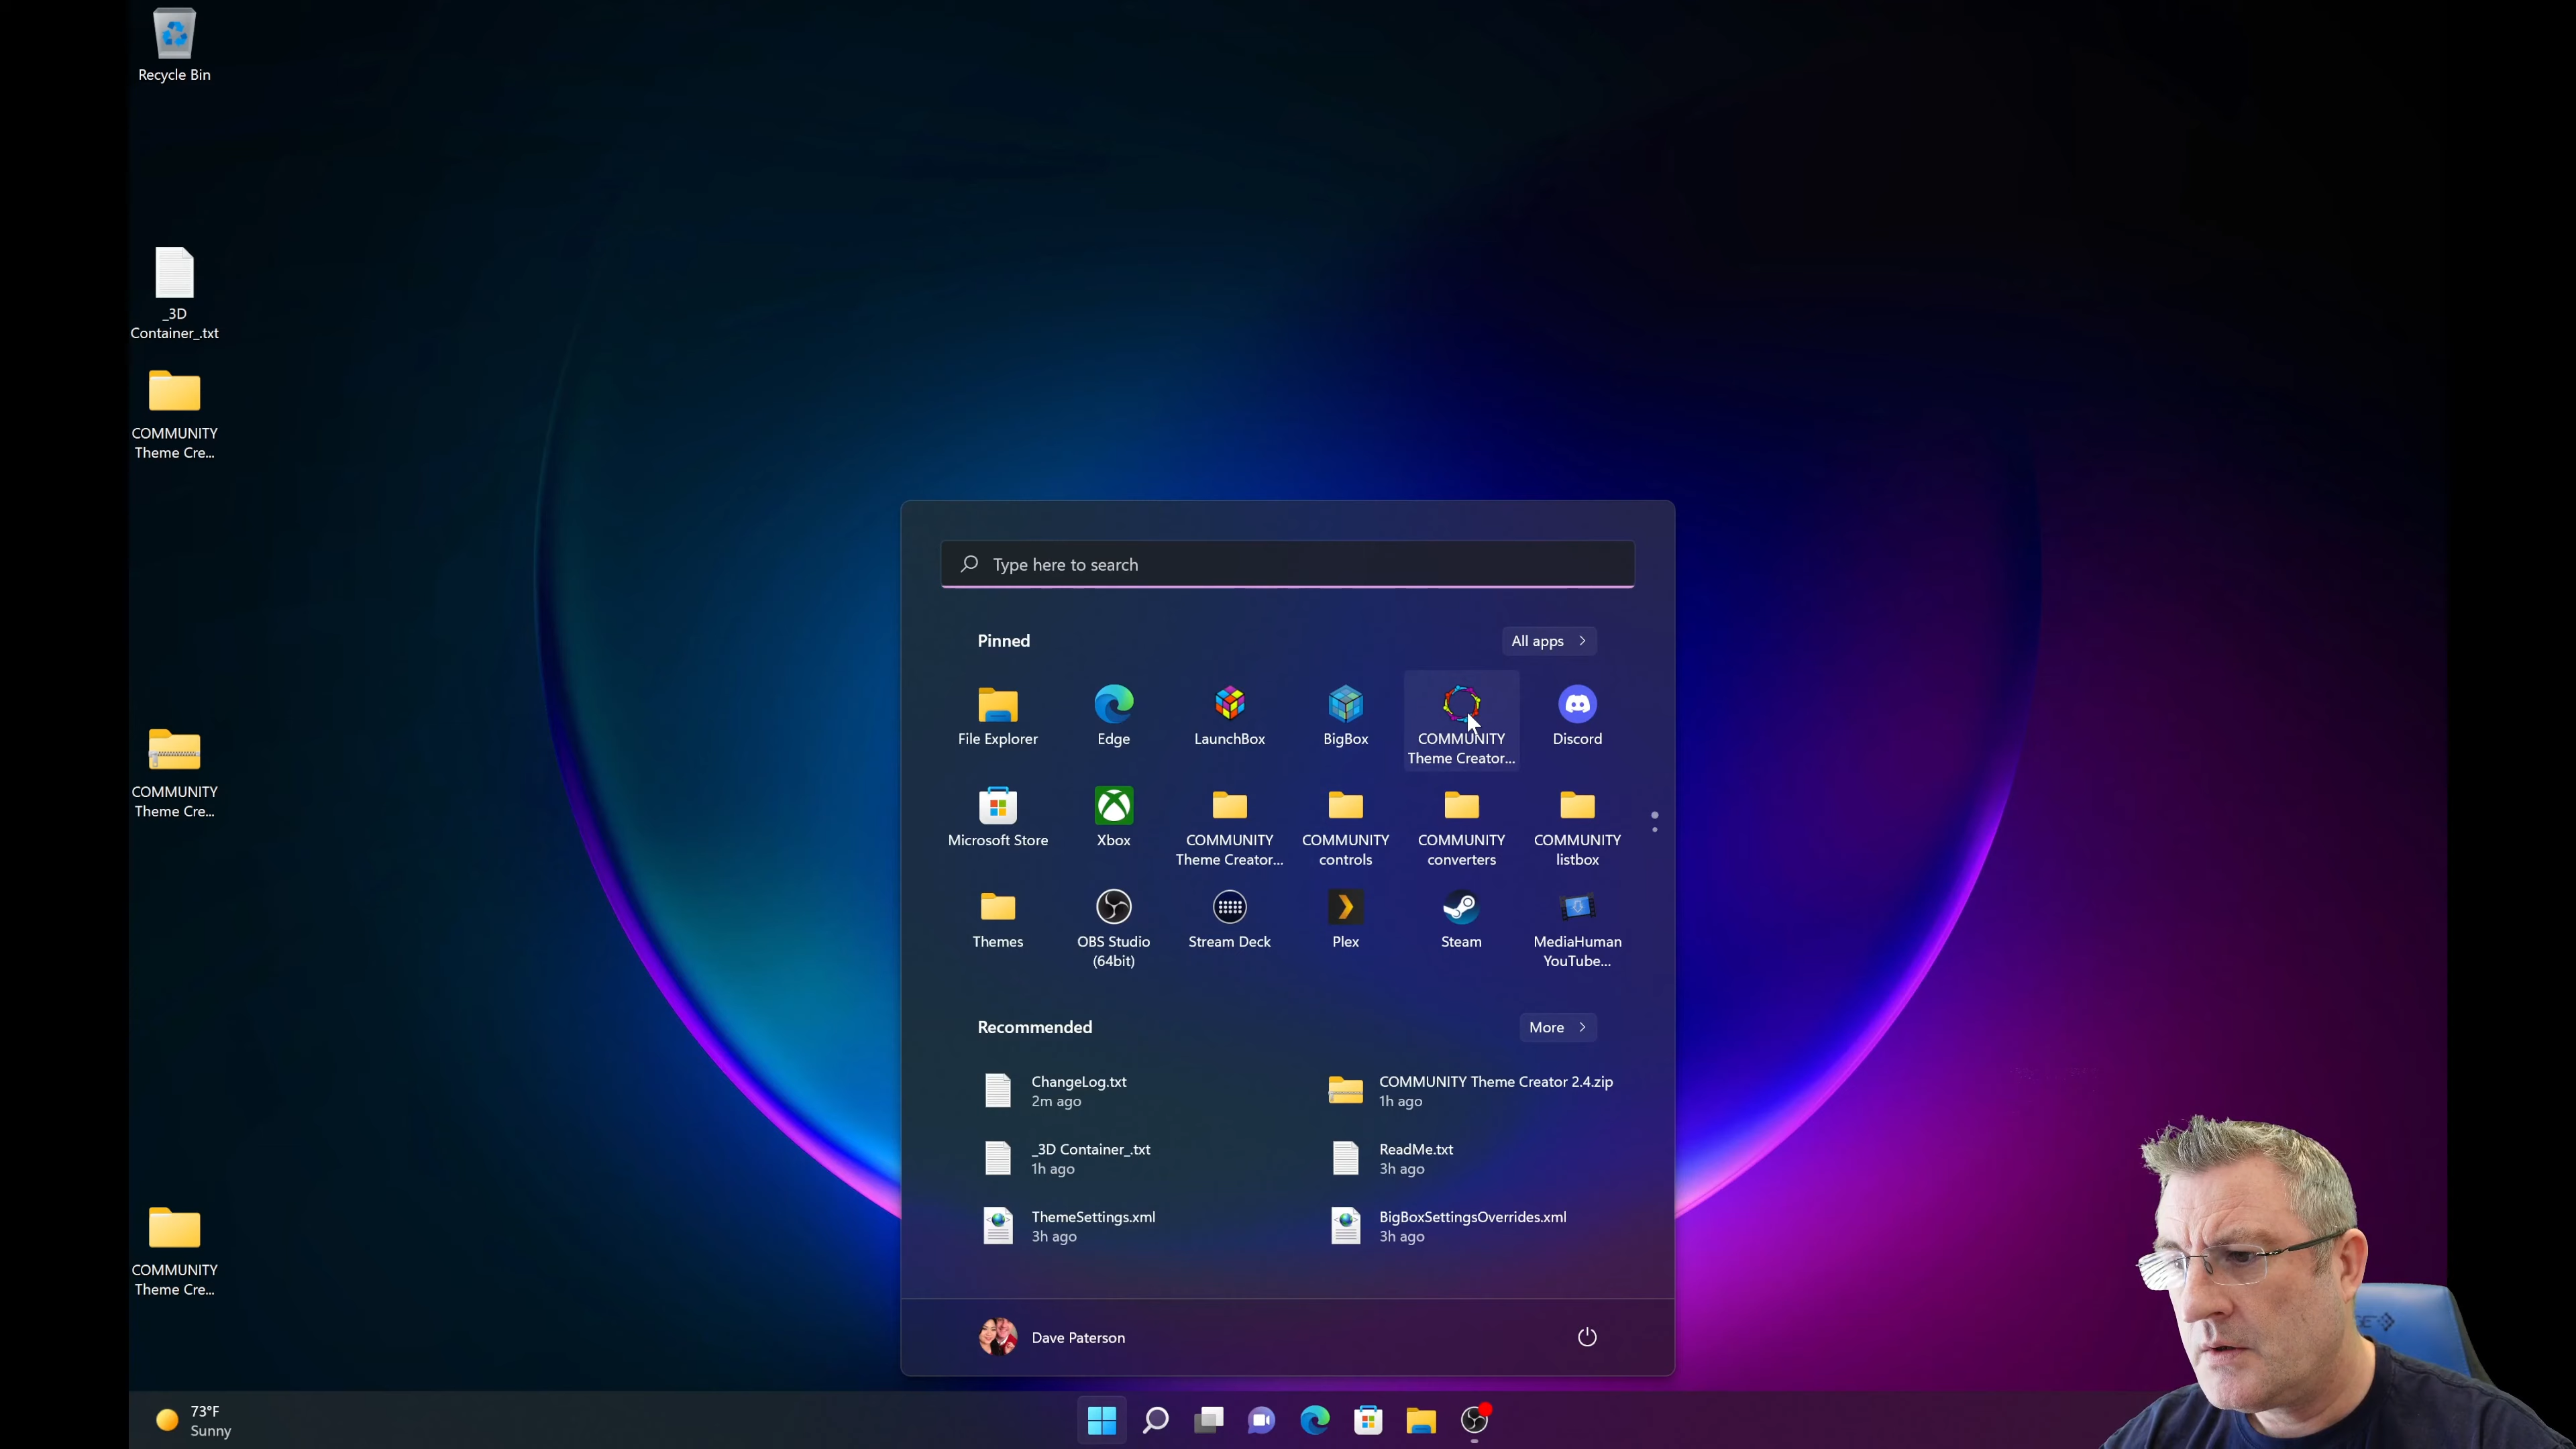 Recycle Bin
_3D
Container_.txt
COMMUNITY
Theme Cre...
COMMUNITY
Theme Cre...
COMMUNITY
Theme Cre...
Type here to search
Pinned
All apps
File Explorer
Edge
LaunchBox
BigBox
COMMUNITY
Theme Creator...
Discord
Microsoft Store
Xbox
COMMUNITY
Theme Creator...
COMMUNITY
controls
COMMUNITY
converters
COMMUNITY
listbox
Themes
OBS Studio
(64bit)
Stream Deck
Plex
Steam
MediaHuman
YouTube...
Recommended
More
ChangeLog.txt
2m ago
COMMUNITY Theme Creator 2.4.zip
1h ago
_3D Container_.txt
1h ago
ReadMe.txt
3h ago
ThemeSettings.xml
3h ago
BigBoxSettingsOverrides.xml
3h ago
Dave Paterson
73°F
Sunny